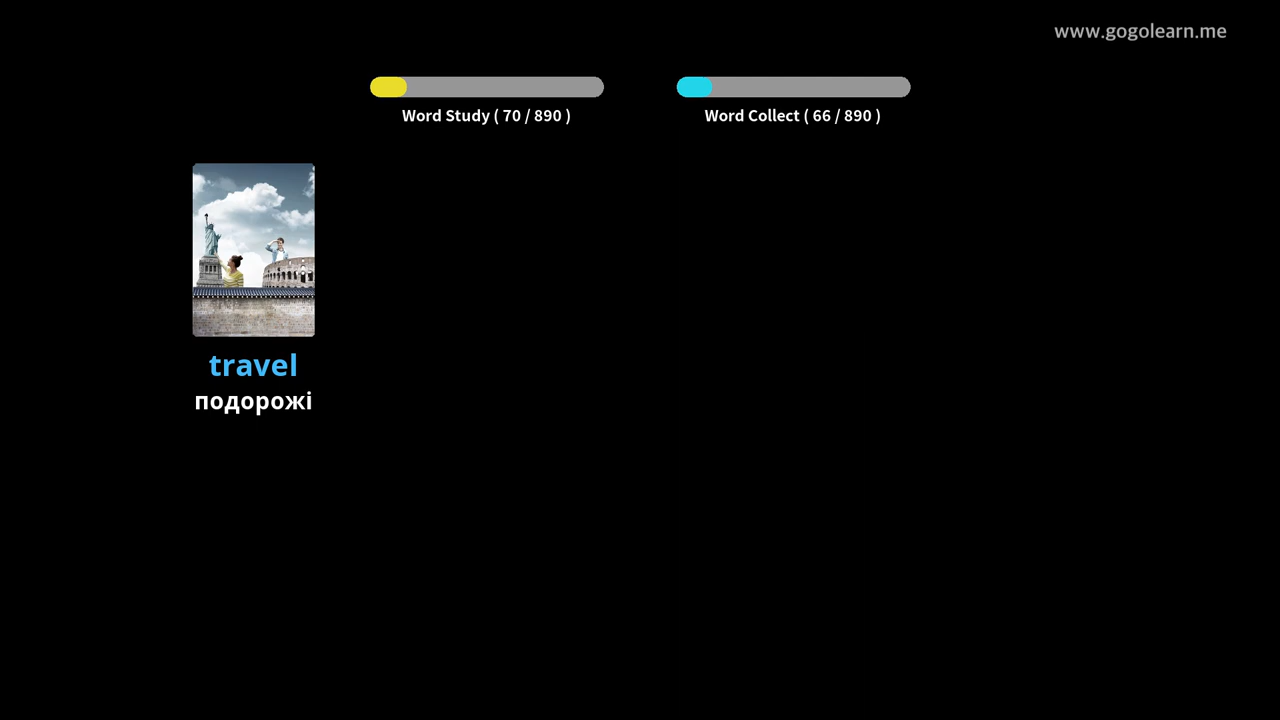 www.gogolearn.me
Word Study ( 70 / 890 )
Word Collect ( 66 / 890 )
travel
подорожі